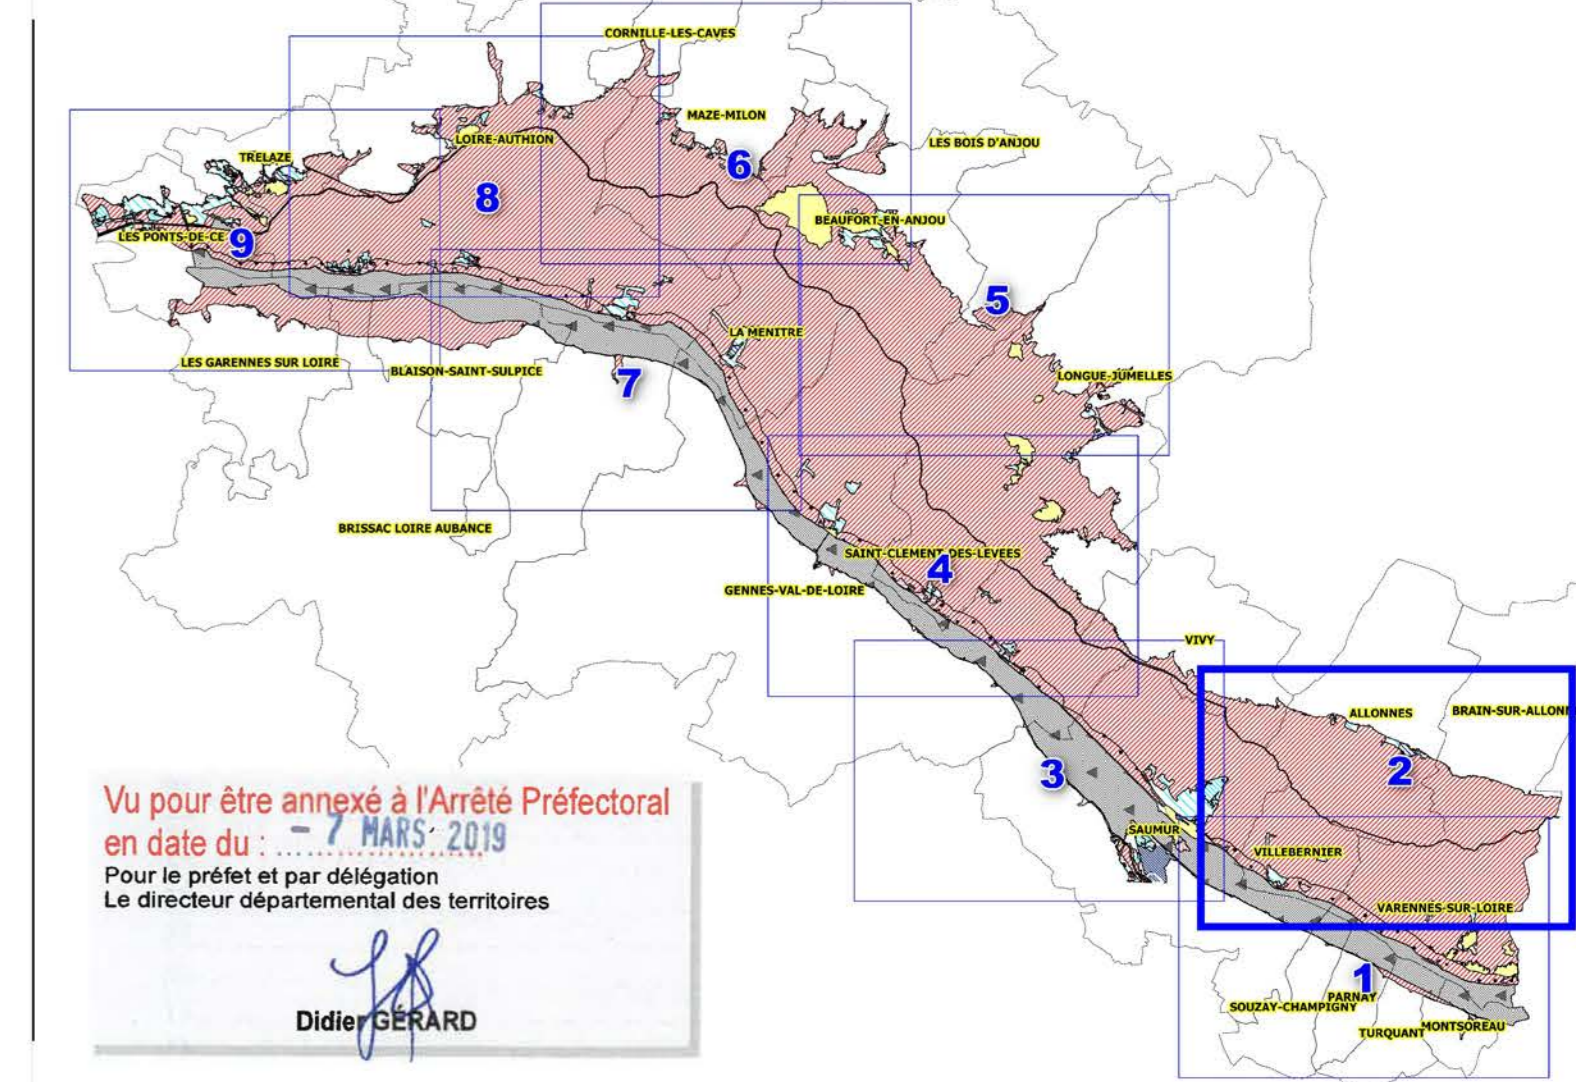 CORNILLE-LES-CAVES
MAZE-MILON
LES BOIS D'ANJOU
LOIRE-AUTHION
TRELAZE
6
8
BEAUFORT-EN-ANJOU
LES PONTS-DE-CE
9
5
LA MENITRE
LES GARENNES SUR LOIRE
BLAISON-SAINT-SULPICE
7
LONGUE-JUMELLES
BRISSAC LOIRE AUBANCE
SAINT-CLEMENT-DES-LEVEES
4
GENNES-VAL-DE-LOIRE
VIVY
ALLONNES
BRAIN-SUR-ALLONN
2
3
SAUMUR
VILLEBERNIER
VARENNES-SUR-LOIRE
1
PARNAY
SOUZAY-CHAMPIGNY
TURQUANT
MONTSOREAU
Vu pour être annexé à l'Arrêté Préfectoral
en date du : - 7 MARS 2019
Pour le préfet et par délégation
Le directeur départemental des territoires
Didier GÉRARD